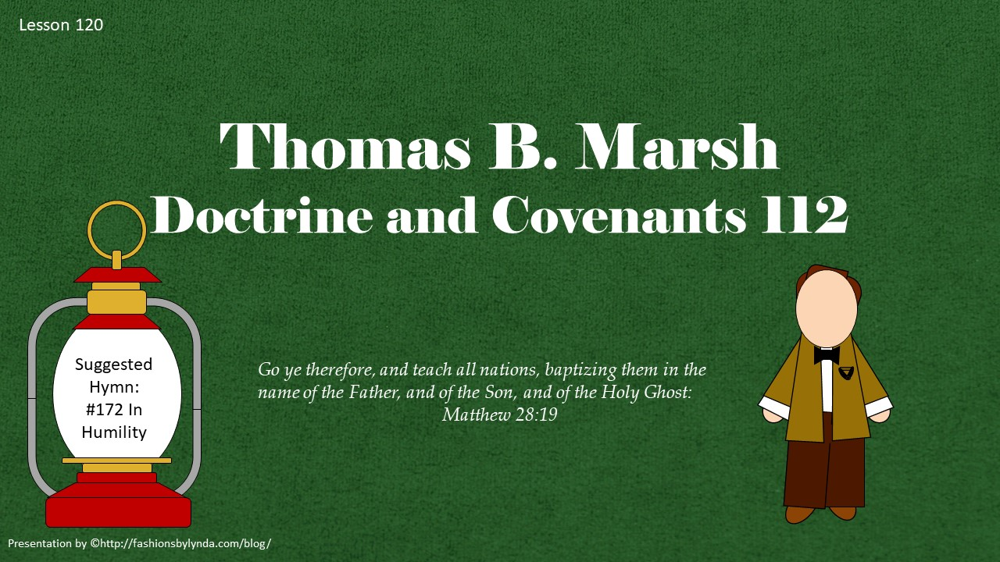 Lesson 120
Thomas B. Marsh
Doctrine and Covenants 112
Suggested
Hymn:
#172 In
Humility
Go ye therefore, and teach all nations, baptizing them in the
name of the Father, and of the Son, and of the Holy Ghost:
Matthew 28:19
Presentation by ©http://fashionsbylynda.com/blog/